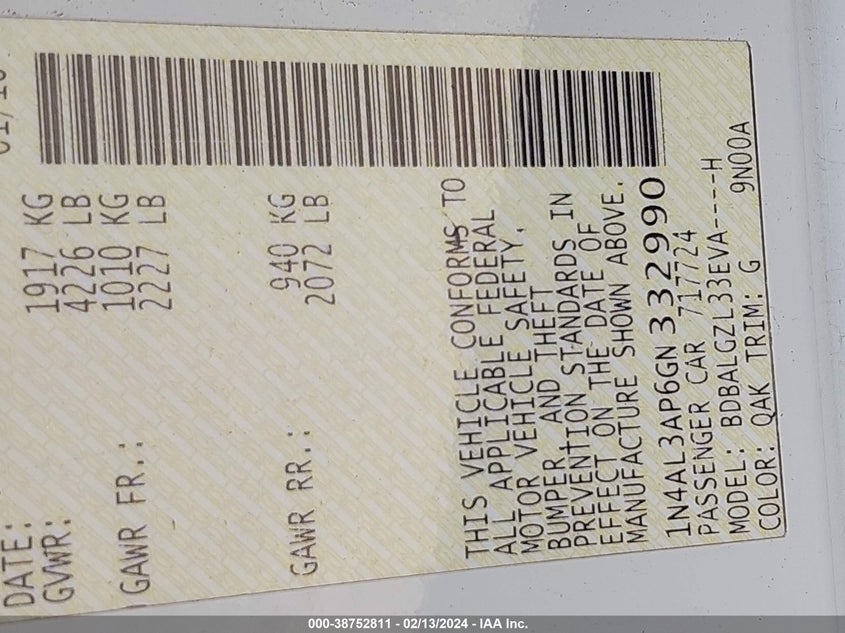 DATE:
GVWR: 1917 KG
4226 LB
GAWR FR.: 1010 KG
2227 LB
GAWR RR.: 940 KG
2072 LB
THIS VEHICLE CONFORMS TO
ALL APPLICABLE FEDERAL
MOTOR VEHICLE SAFETY,
BUMPER, AND THEFT
PREVENTION STANDARDS IN
EFFECT ON THE DATE OF
MANUFACTURE SHOWN ABOVE.
1N4AL3AP6GN332990
PASSENGER CAR 717724
MODEL: BDBALGZL33EVA----H
COLOR: QAK TRIM: G 9N00A
000-38752811 - 02/13/2024 - IAA Inc.